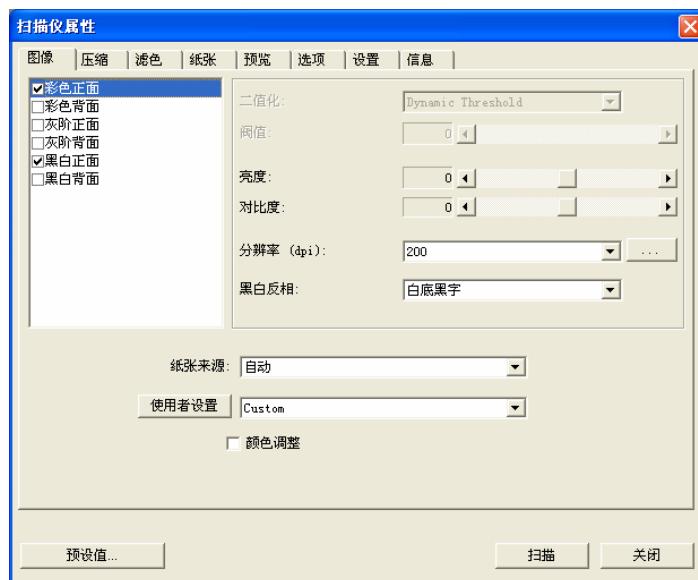 扫描仪属性
图像 压缩 滤色 纸张 预览 选项 设置 信息
彩色正面
彩色背面
灰阶正面
灰阶背面
黑白正面
黑白背面
二值化: Dynamic Threshold
阀值: 0
亮度: 0
对比度: 0
分辨率 (dpi): 200 ...
黑白反相: 白底黑字
纸张来源: 自动
使用者设置 Custom
颜色调整
预设值... 扫描 关闭